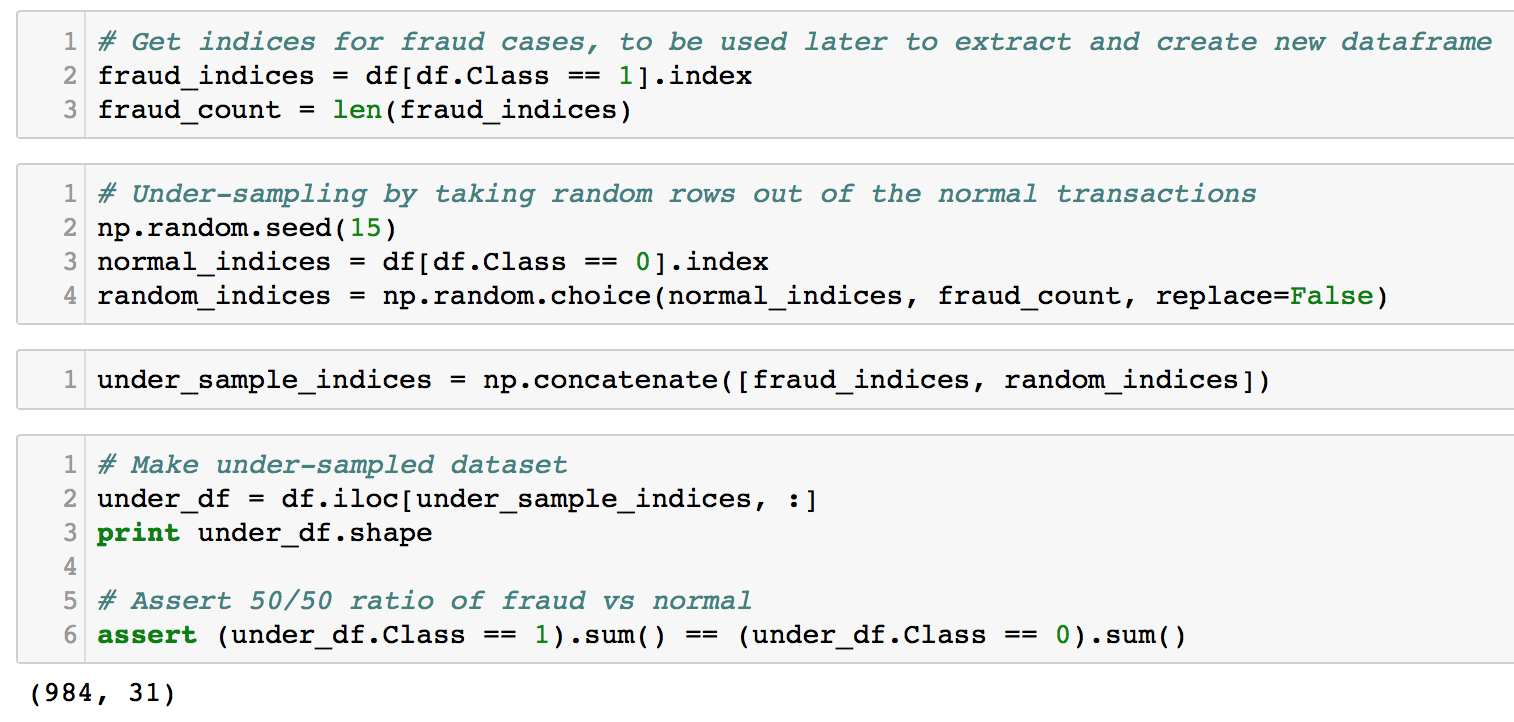 1 # Get indices for fraud cases, to be used later to extract and create new dataframe
2 fraud_indices = df[df.Class == 1].index
3 fraud_count = len(fraud_indices)
1 # Under-sampling by taking random rows out of the normal transactions
2 np.random.seed(15)
3 normal_indices = df[df.Class == 0].index
4 random_indices = np.random.choice(normal_indices, fraud_count, replace=False)
1 under_sample_indices = np.concatenate([fraud_indices, random_indices])
1 # Make under-sampled dataset
2 under_df = df.iloc[under_sample_indices, :]
3 print under_df.shape
4
5 # Assert 50/50 ratio of fraud vs normal
6 assert (under_df.Class == 1).sum() == (under_df.Class == 0).sum()
(984, 31)